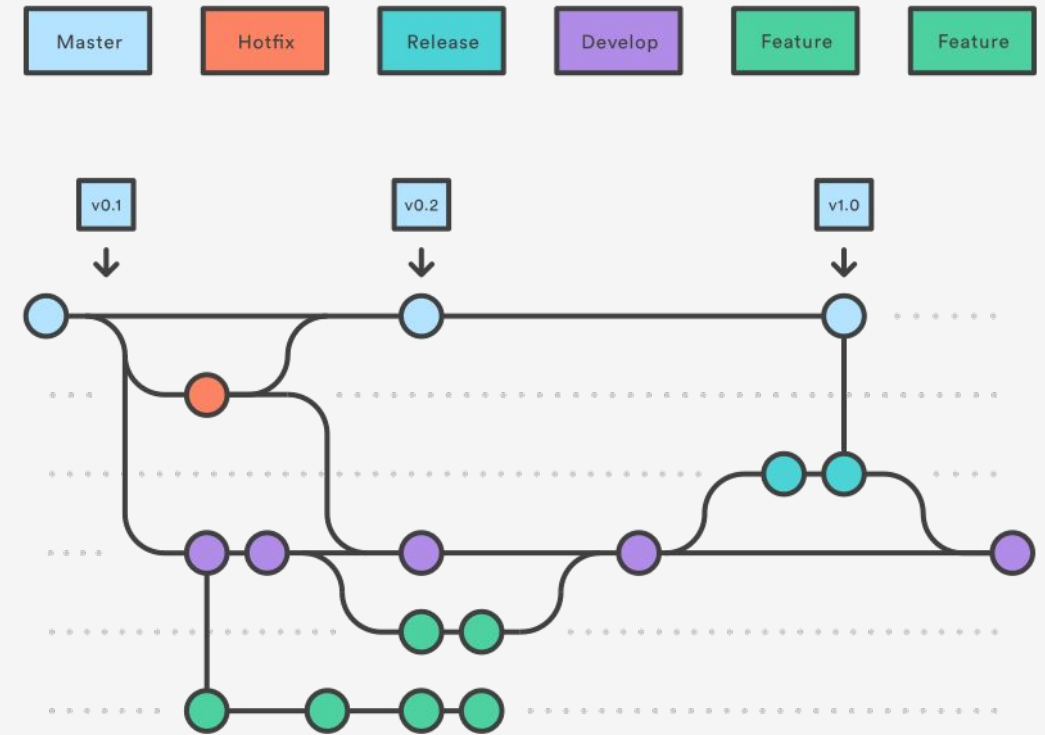 Master
Hotfix
Release
Develop
Feature
Feature
v0.1
v0.2
v1.0